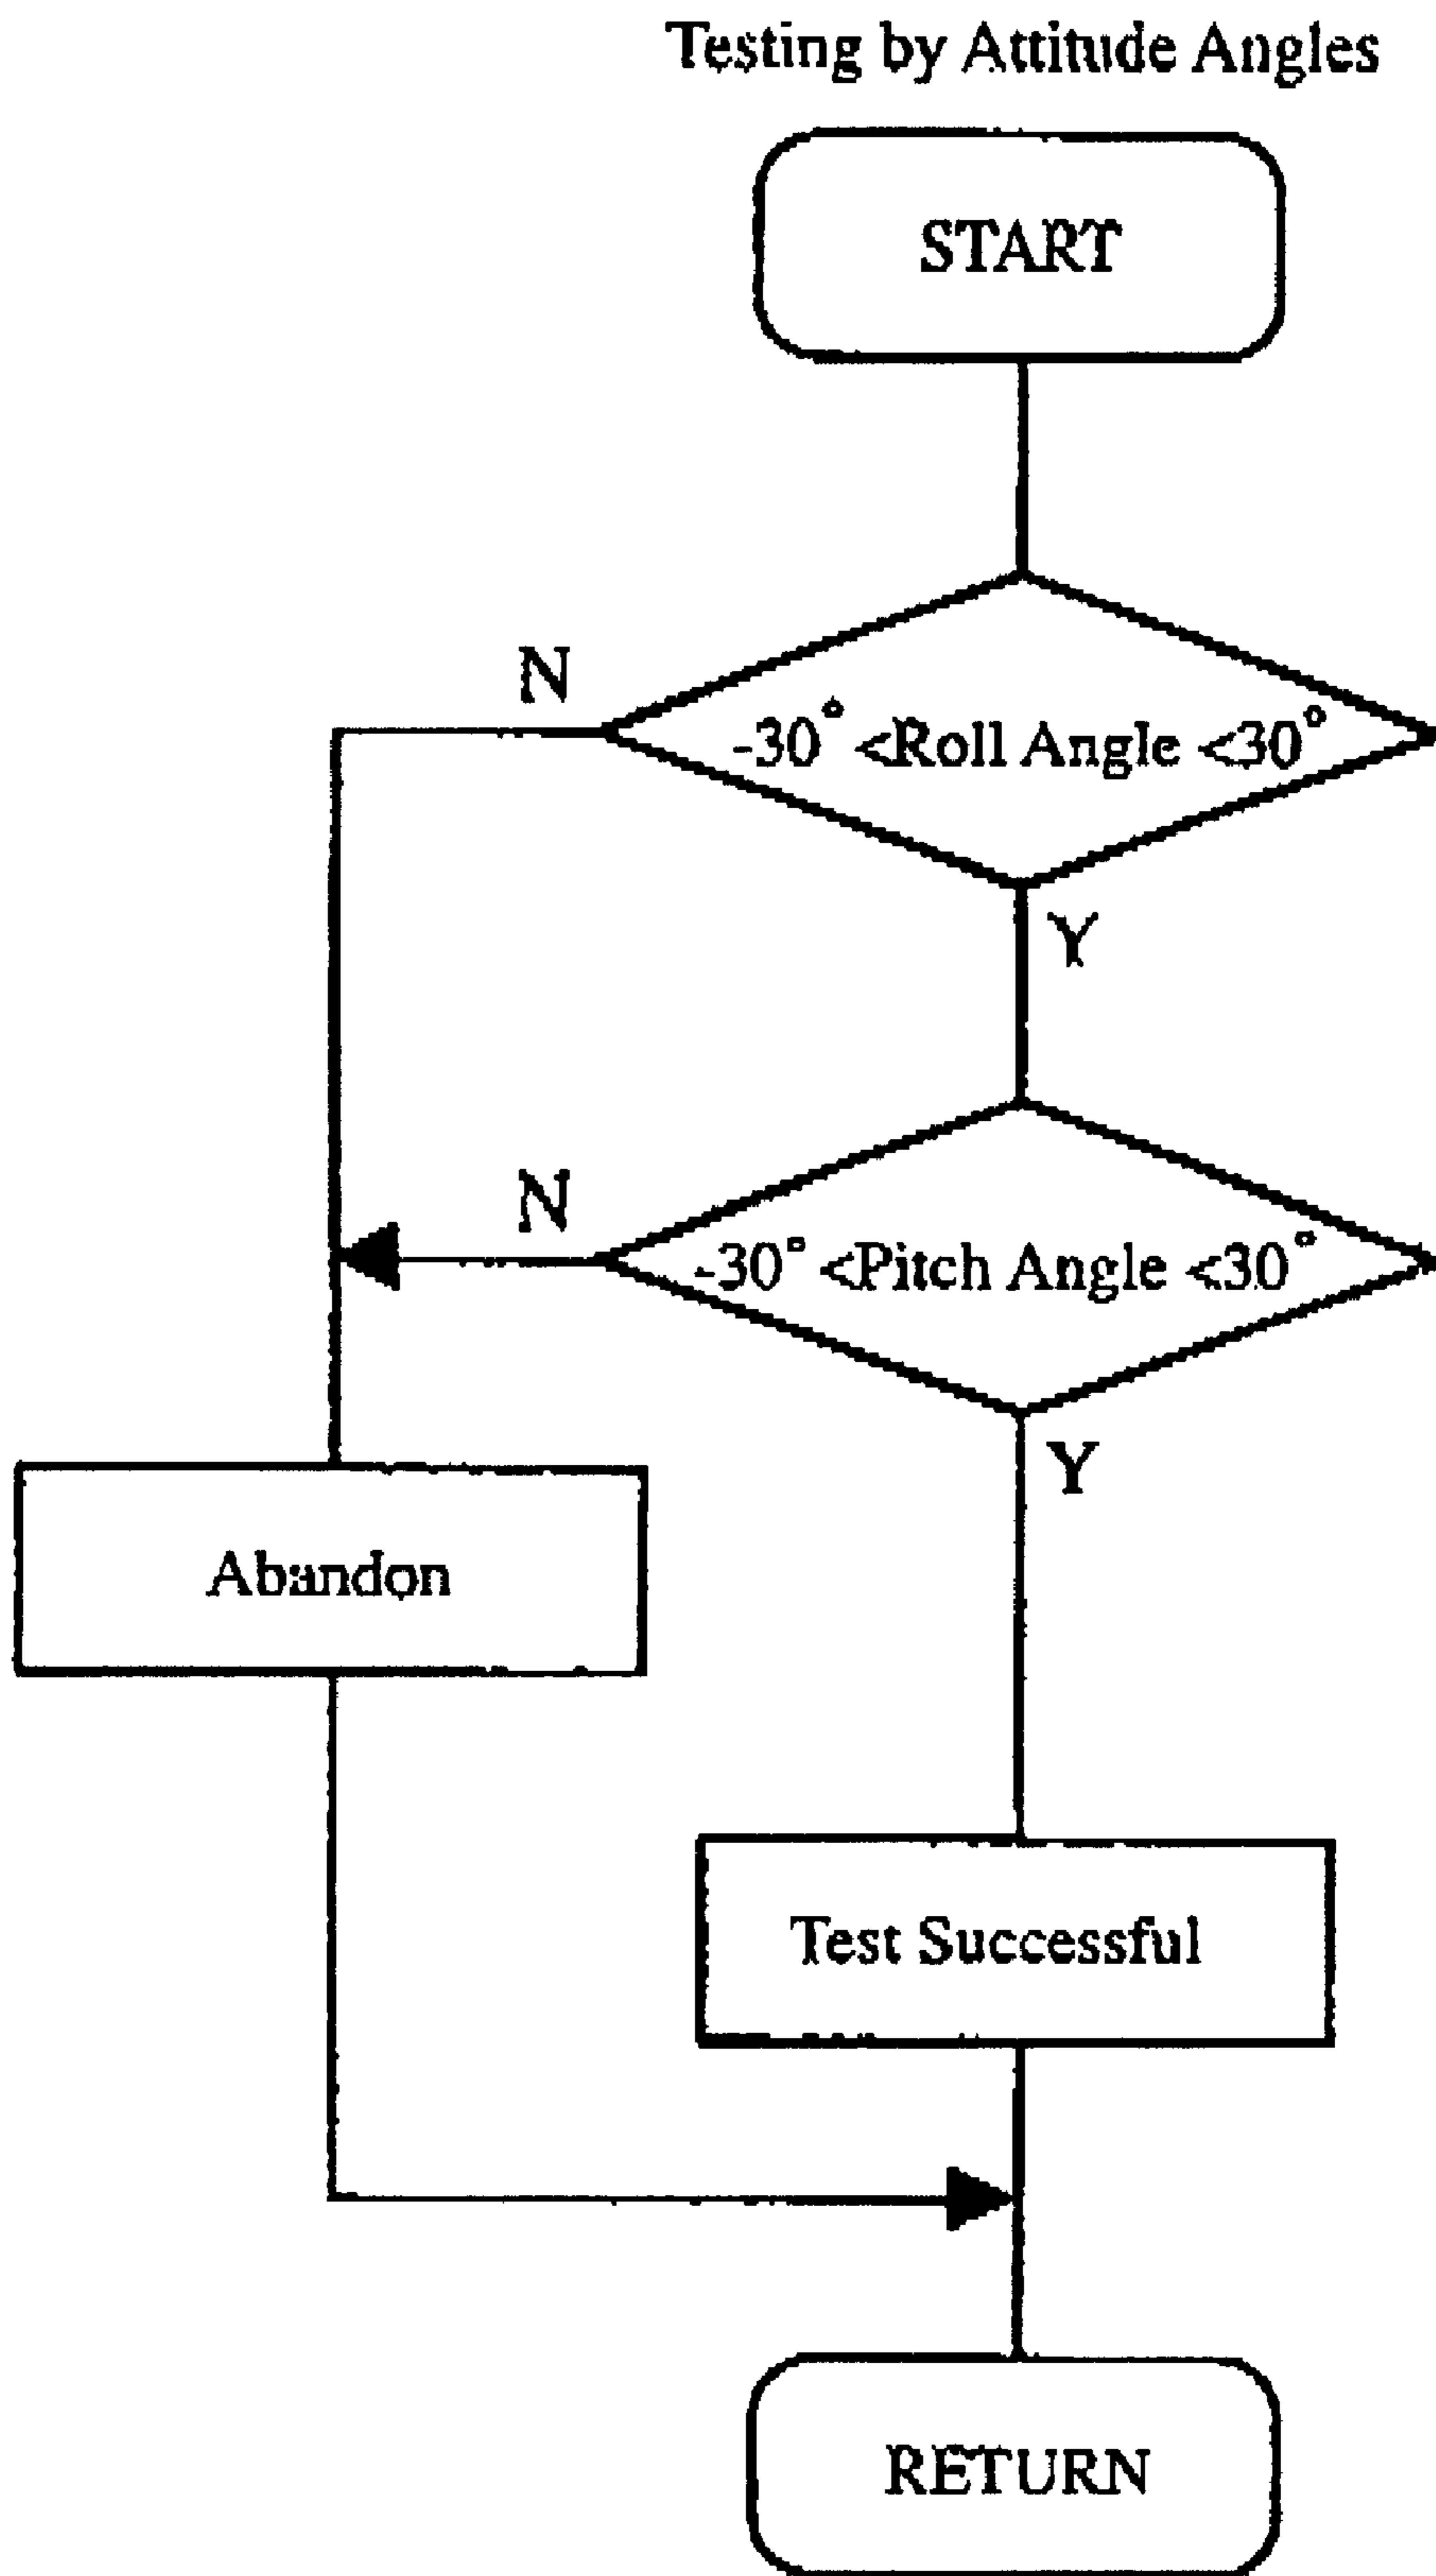 Testing by Attitude Angles
START
N
-30° <Roll Angle <30°
Y
N
-30° <Pitch Angle <30°
Y
Abandon
Test Successful
RETURN